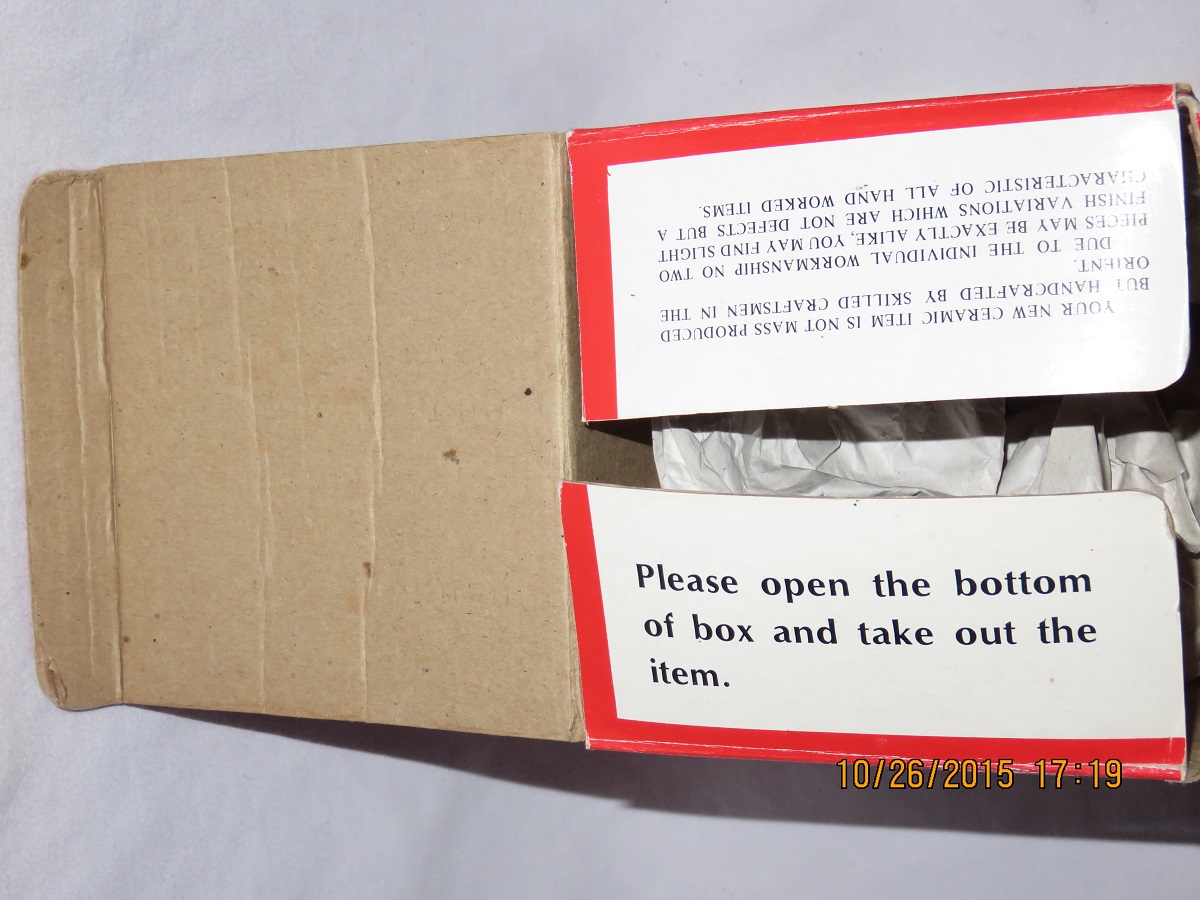 YOUR NEW CERAMIC ITEM IS NOT MASS PRODUCED
BUT HANDCRAFTED BY SKILLED CRAFTSMEN IN THE
ORIENT.
DUE TO THE INDIVIDUAL WORKMANSHIP NO TWO
PIECES MAY BE EXACTLY ALIKE, YOU MAY FIND SLIGHT
FINISH VARIATIONS WHICH ARE NOT DEFECTS BUT A
CHARACTERISTIC OF ALL HAND WORKED ITEMS.
Please open the bottom
of box and take out the
item.
10/26/2015 17:19